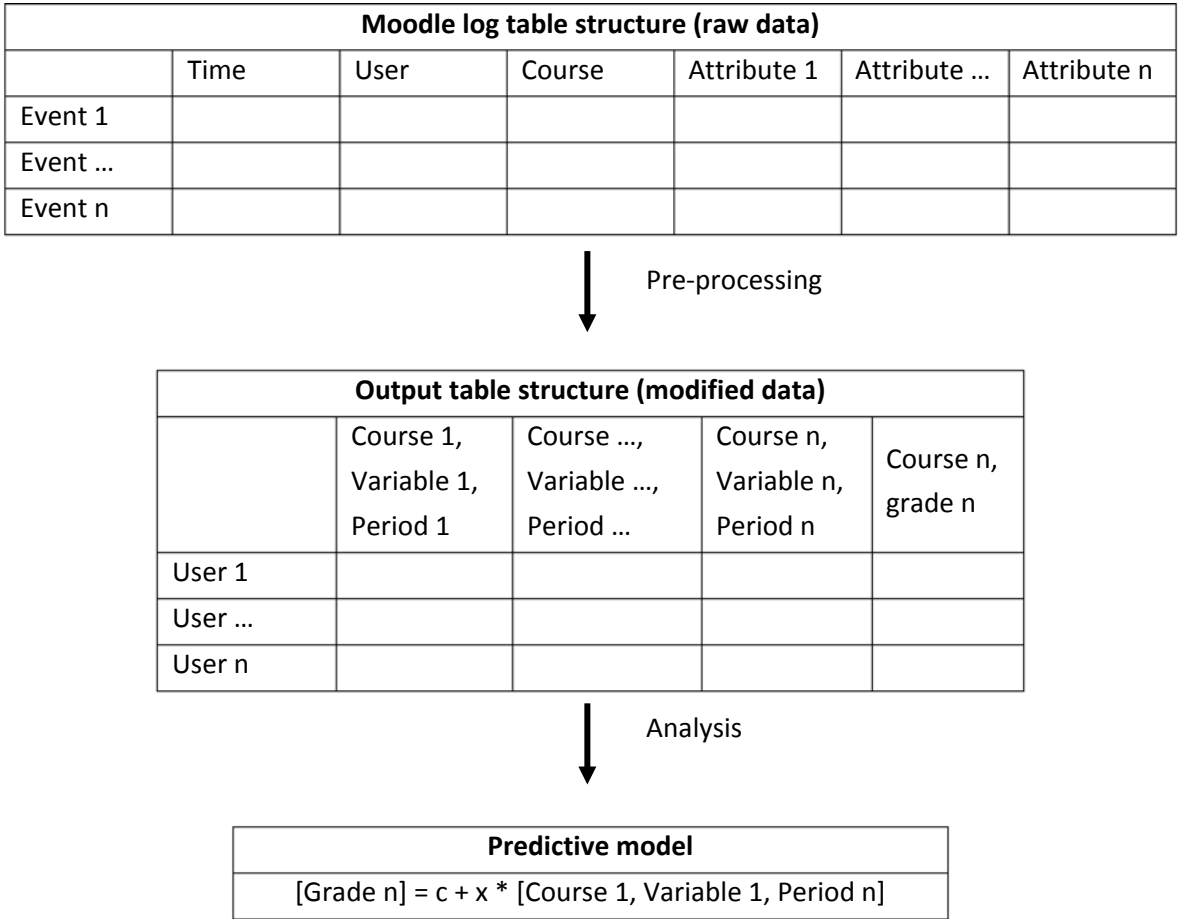 Moodle log table structure (raw data)
Time User Course Attribute 1 Attribute … Attribute n
Event 1
Event …
Event n
Pre-processing
Output table structure (modified data)
Course 1, Variable 1, Period 1
Course …, Variable …, Period …
Course n, Variable n, Period n
Course n, grade n
User 1
User …
User n
Analysis
Predictive model
[Grade n] = c + x * [Course 1, Variable 1, Period n]